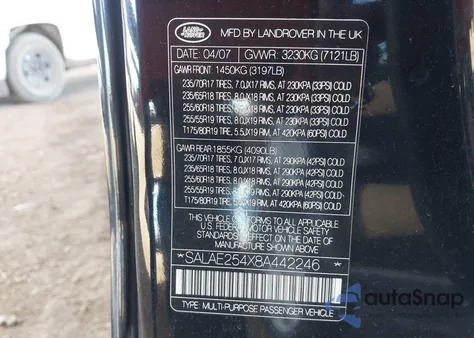 LAND ROVER
MFD BY LANDROVER IN THE UK
DATE: 04/07 GVWR: 3230KG (7121LB)
GAWR FRONT: 1450KG (3197LB)
235/70R17 TIRES, 7.0JX17 RIMS, AT 230KPA (33PSI) COLD
235/65R18 TIRES, 8.0JX18 RIMS, AT 230KPA (33PSI) COLD
255/60R18 TIRES, 8.0JX18 RIMS, AT 230KPA (33PSI) COLD
255/55R19 TIRES, 8.0JX19 RIMS, AT 230KPA (33PSI) COLD
T175/80R19 TIRE, 5.5JX19 RIM, AT 420KPA (60PSI) COLD
GAWR REAR 1855KG (4090LB)
235/70R17 TIRES, 7.0JX17 RIMS, AT 290KPA (42PSI) COLD
235/65R18 TIRES, 8.0JX18 RIMS, AT 290KPA (42PSI) COLD
255/60R18 TIRES, 8.0JX18 RIMS, AT 290KPA (42PSI) COLD
255/55R19 TIRES, 8.0JX19 RIMS, AT 290KPA (42PSI) COLD
T175/80R19 TIRE, 5.5JX19 RIM, AT 420KPA (60PSI) COLD
THIS VEHICLE CONFORMS TO ALL APPLICABLE
U.S. FEDERAL MOTOR VEHICLE SAFETY AND THEFT
PREVENTION STANDARDS IN EFFECT ON THE DATE OF
MANUFACTURE SHOWN ABOVE
*SALAE254X8A442246*
TYPE: MULTI-PURPOSE PASSENGER VEHICLE
autoSnap